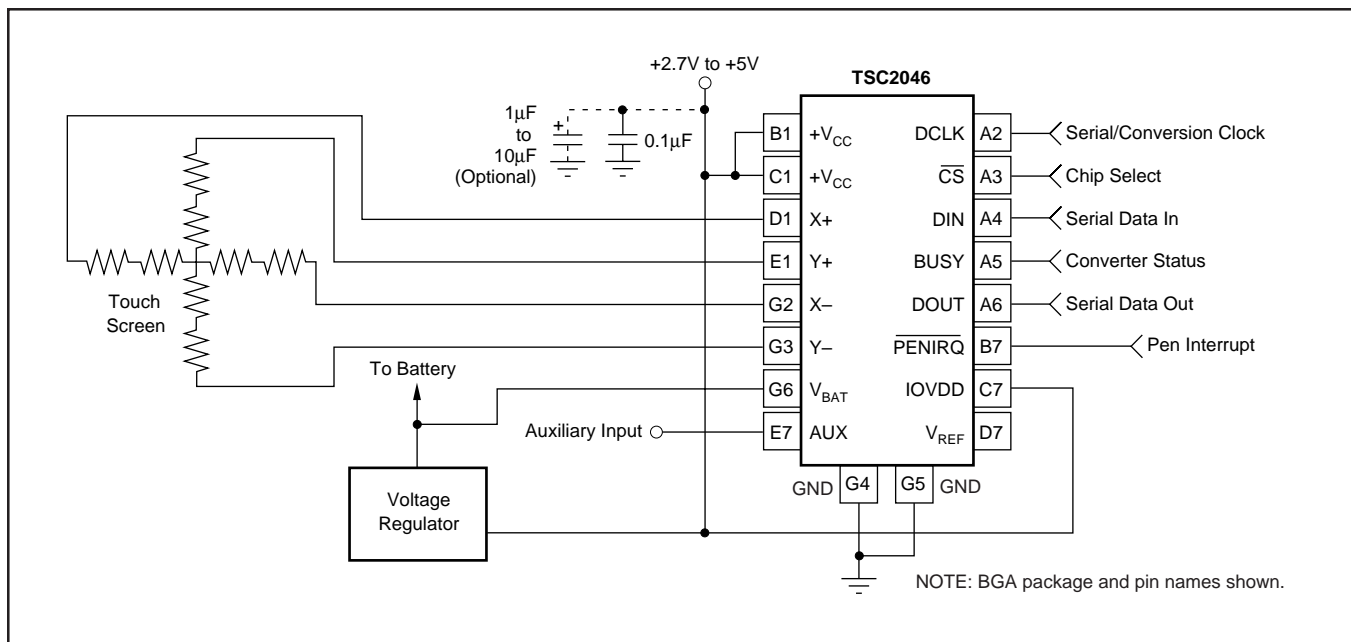 +2.7V to +5V
TSC2046
1µF
to
10µF
(Optional)
+
0.1µF
B1 +VCC
C1 +VCC
D1 X+
E1 Y+
G2 X–
G3 Y–
G6 VBAT
E7 AUX
DCLK A2 Serial/Conversion Clock
CS A3 Chip Select
DIN A4 Serial Data In
BUSY A5 Converter Status
DOUT A6 Serial Data Out
PENIRQ B7 Pen Interrupt
IOVDD C7
VREF D7
Touch
Screen
To Battery
Auxiliary Input
Voltage
Regulator
GND G4 G5 GND
NOTE: BGA package and pin names shown.